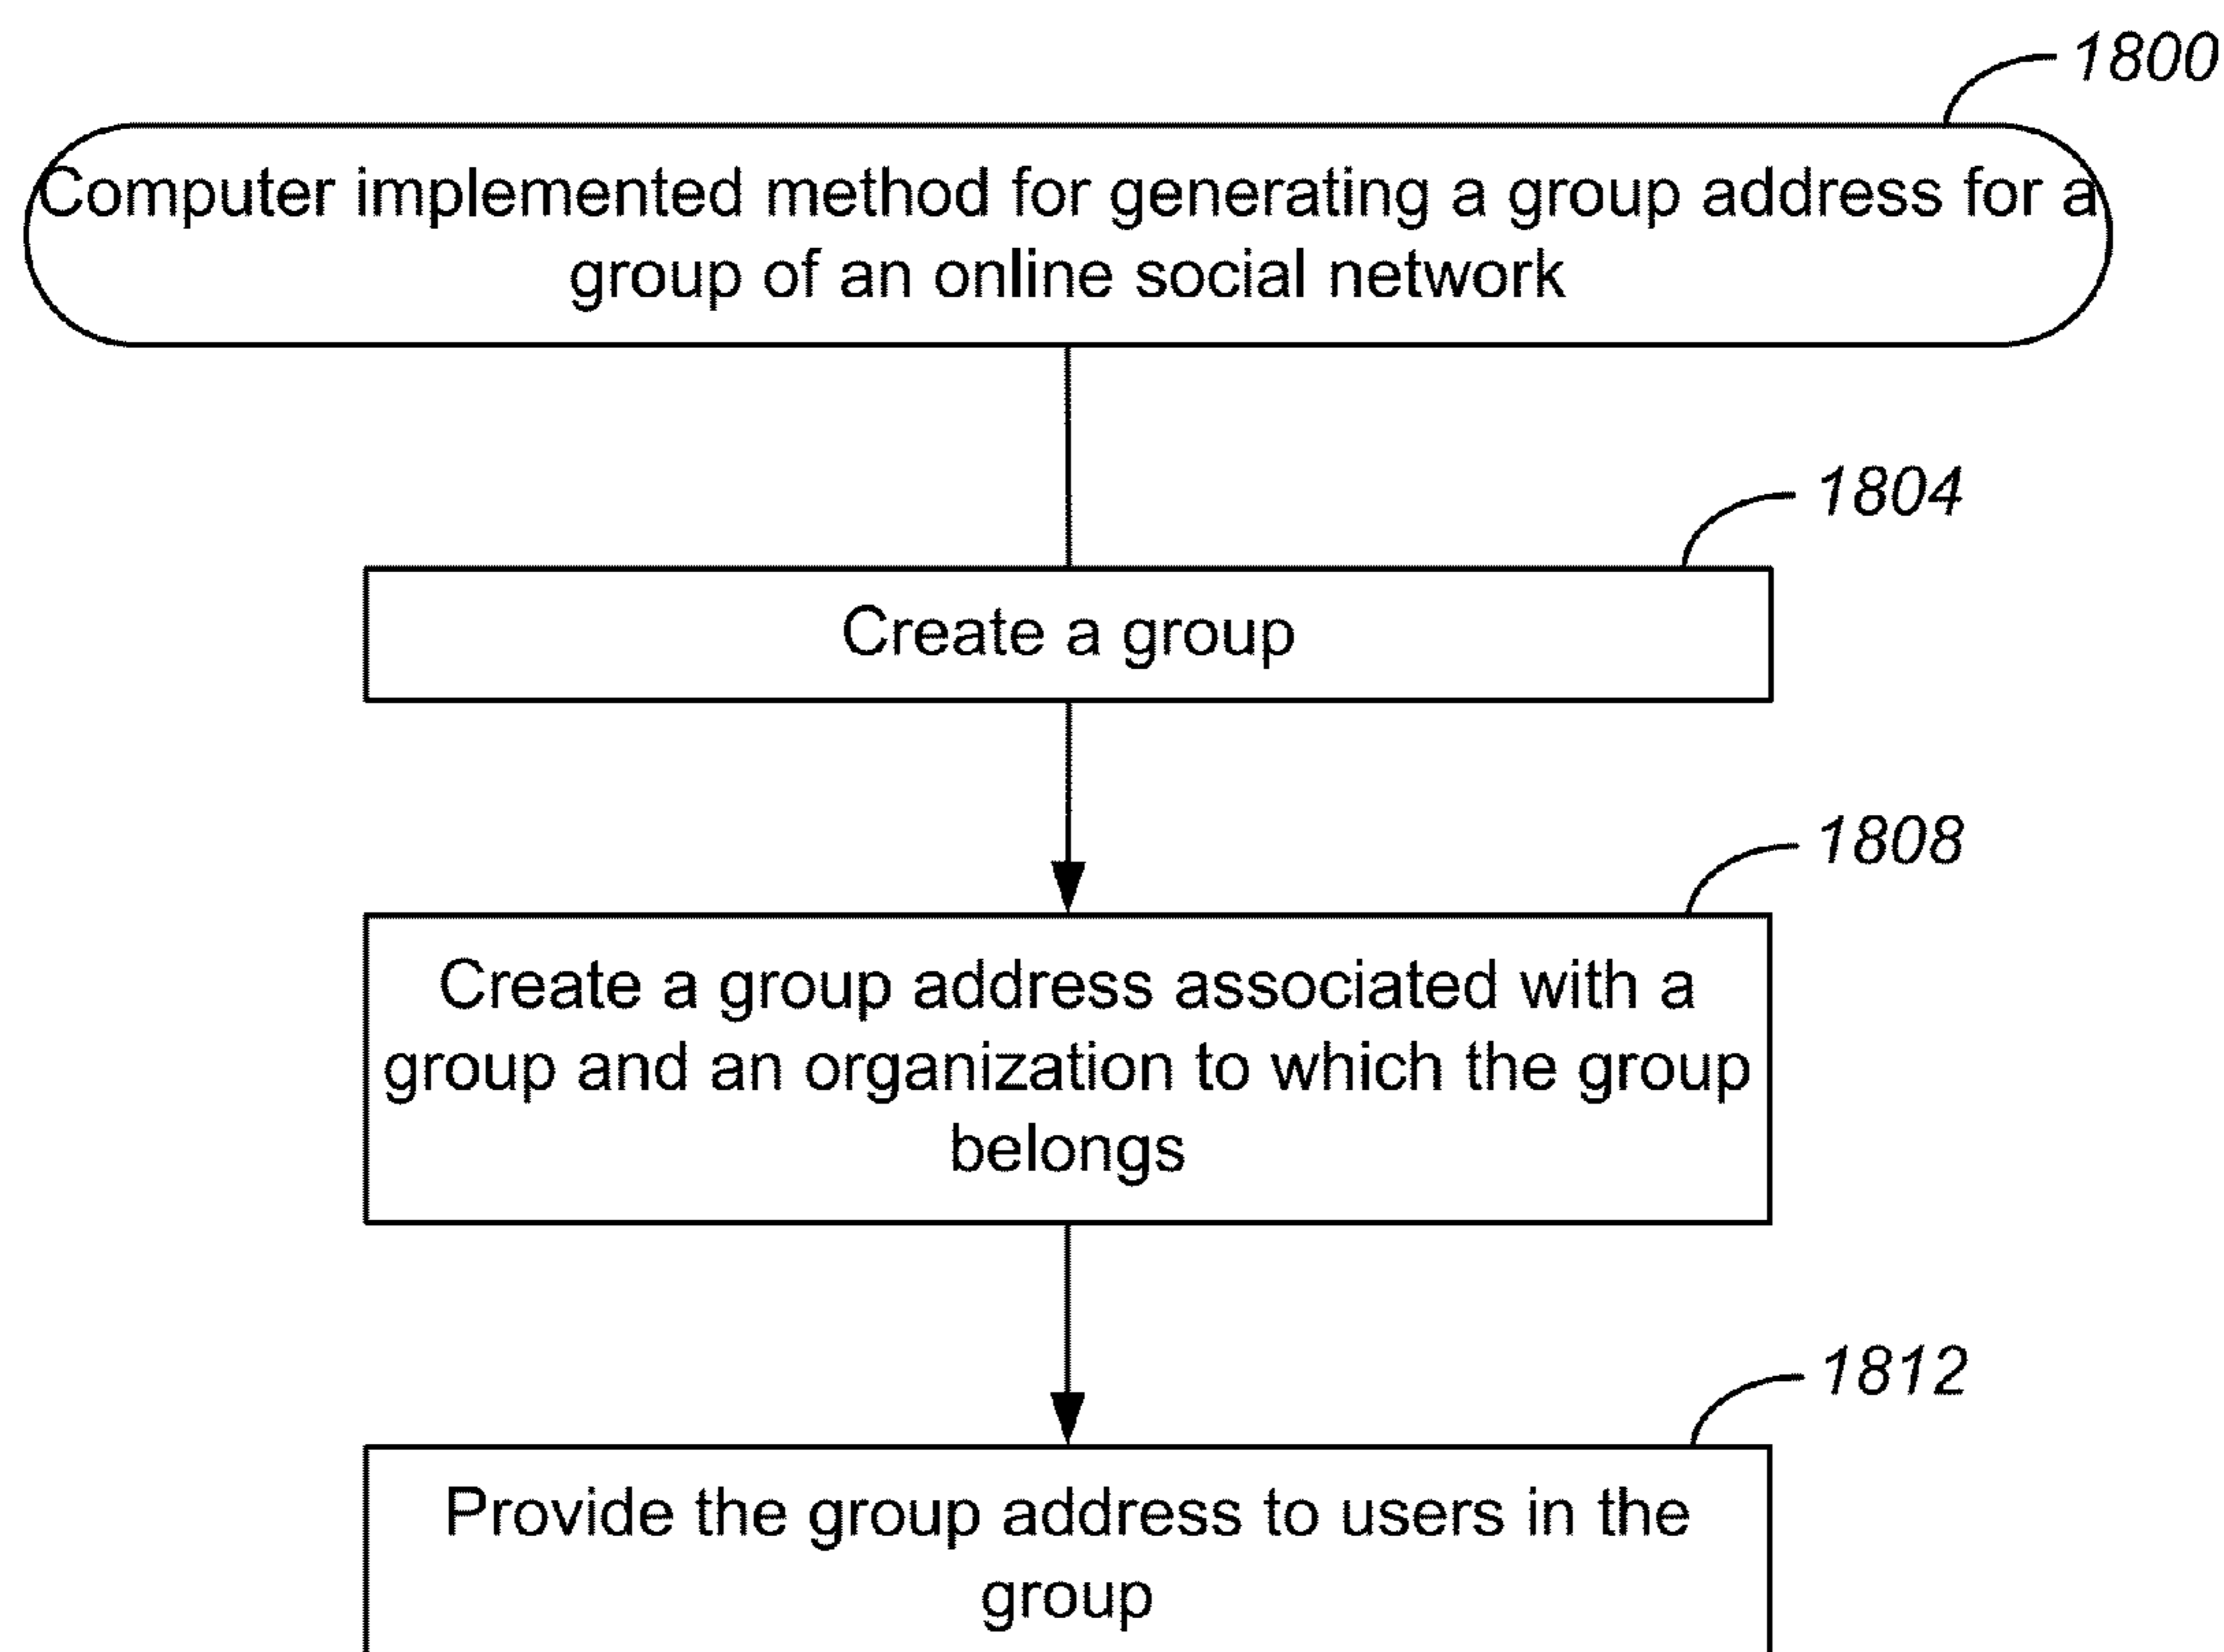 1800
Computer implemented method for generating a group address for a
group of an online social network
1804
Create a group
1808
Create a group address associated with a
group and an organization to which the group
belongs
1812
Provide the group address to users in the
group